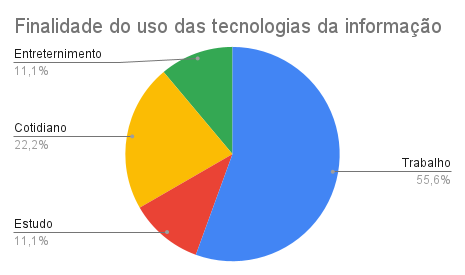 Finalidade do uso das tecnologias da informação
Entreternimento
11,1%
Cotidiano
22,2%
Trabalho
55,6%
Estudo
11,1%